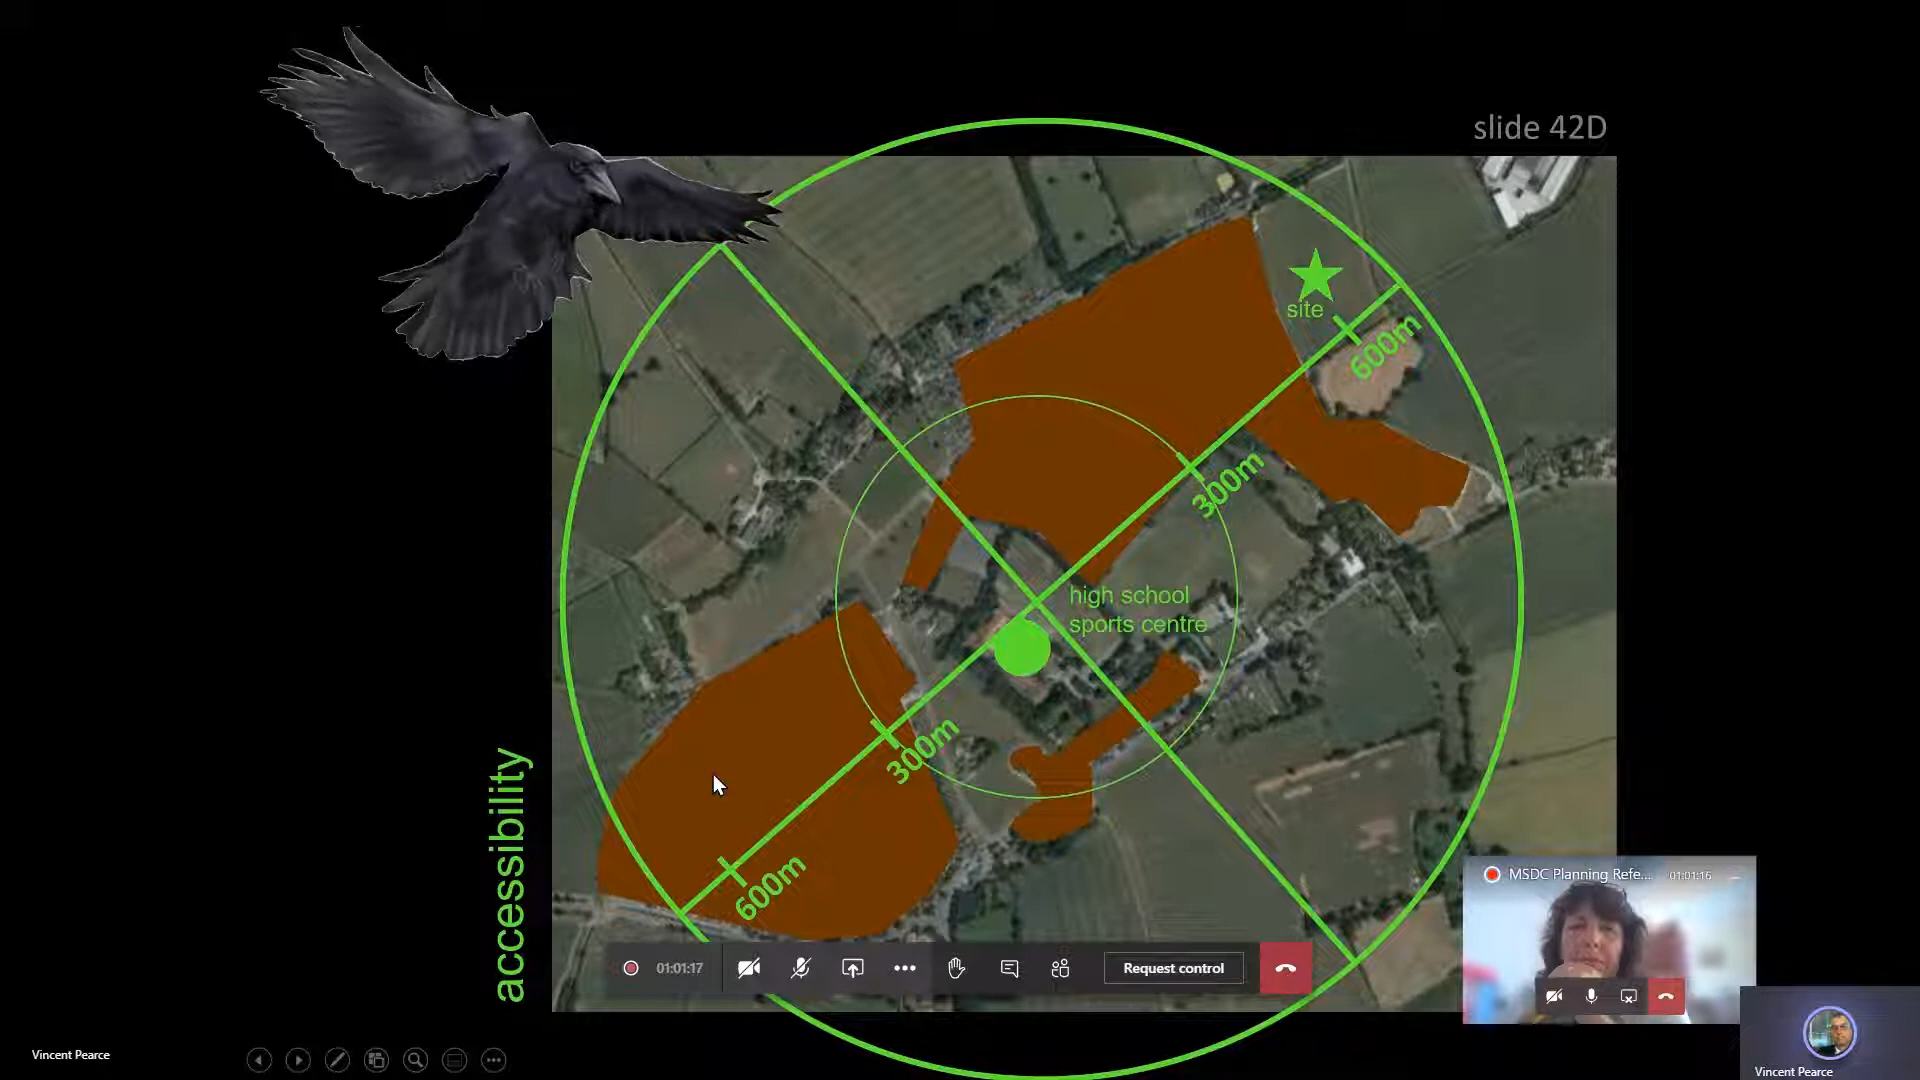 slide 42D
site
600m
300m
high school
sports centre
300m
600m
accessibility
MSDC Planning Refe...
01:01:16
01:01:17
Request control
Vincent Pearce
Vincent Pearce